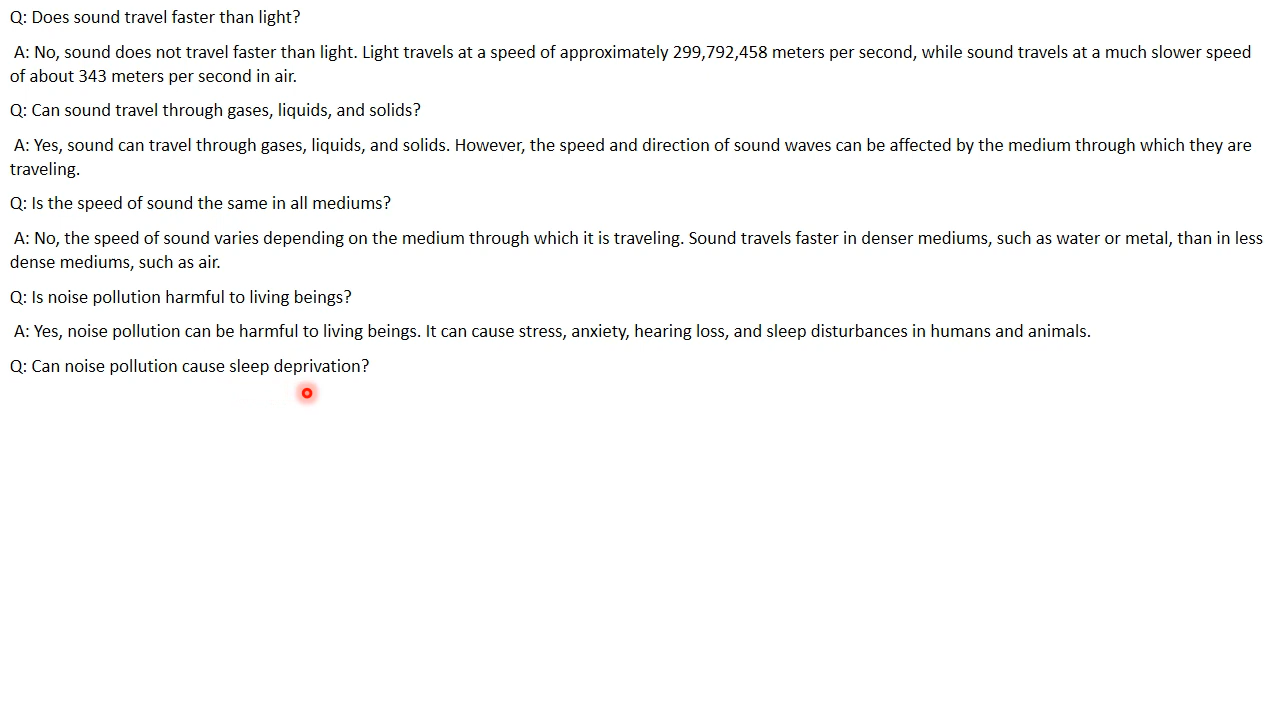 Q: Does sound travel faster than light?
A: No, sound does not travel faster than light. Light travels at a speed of approximately 299,792,458 meters per second, while sound travels at a much slower speed
of about 343 meters per second in air.
Q: Can sound travel through gases, liquids, and solids?
A: Yes, sound can travel through gases, liquids, and solids. However, the speed and direction of sound waves can be affected by the medium through which they are
traveling.
Q: Is the speed of sound the same in all mediums?
A: No, the speed of sound varies depending on the medium through which it is traveling. Sound travels faster in denser mediums, such as water or metal, than in less
dense mediums, such as air.
Q: Is noise pollution harmful to living beings?
A: Yes, noise pollution can be harmful to living beings. It can cause stress, anxiety, hearing loss, and sleep disturbances in humans and animals.
Q: Can noise pollution cause sleep deprivation?